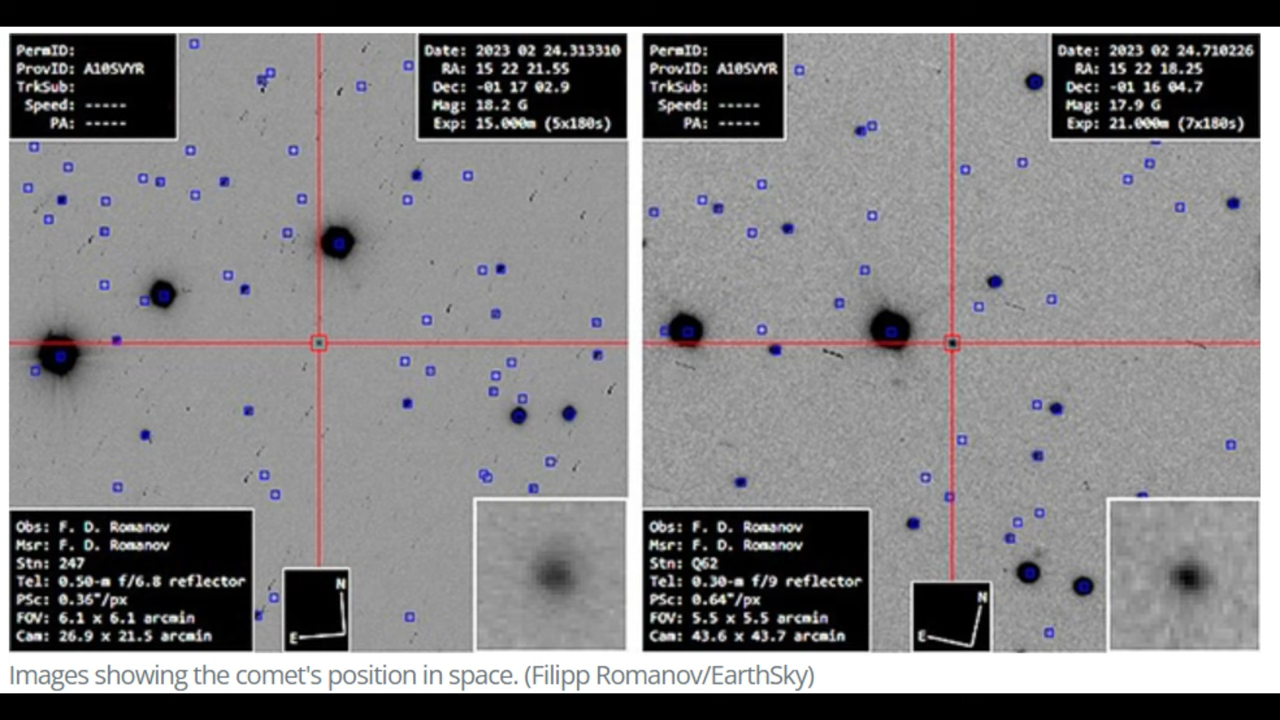 PermID:
ProvID: A10SVYR
TrkSub:
Speed: -----
PA: -----
Date: 2023 02 24.313310
RA: 15 22 21.55
Dec: -01 17 02.9
Mag: 18.2 G
Exp: 15.000m (5x180s)
Obs: F. D. Romanov
Msr: F. D. Romanov
Stn: 247
Tel: 0.50-m f/6.8 reflector
PSc: 0.36"/px
FOV: 6.1 x 6.1 arcmin
Cam: 26.9 x 21.5 arcmin
N
E
PermID:
ProvID: A10SVYR
TrkSub:
Speed: -----
PA: -----
Date: 2023 02 24.710226
RA: 15 22 18.25
Dec: -01 16 04.7
Mag: 17.9 G
Exp: 21.000m (7x180s)
Obs: F. D. Romanov
Msr: F. D. Romanov
Stn: Q62
Tel: 0.30-m f/9 reflector
PSc: 0.64"/px
FOV: 5.5 x 5.5 arcmin
Cam: 43.6 x 43.7 arcmin
N
E
Images showing the comet's position in space. (Filipp Romanov/EarthSky)